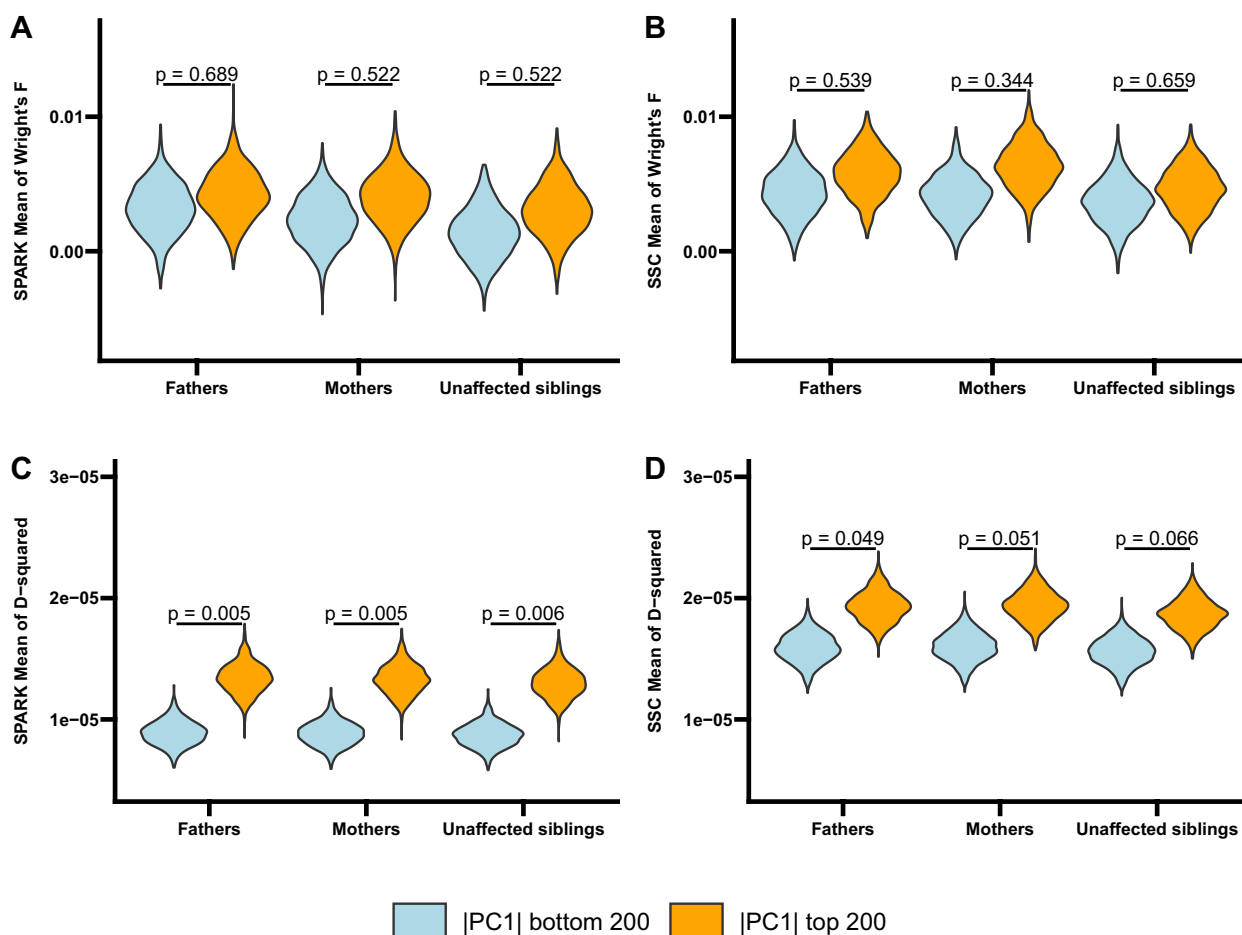 A
SPARK Mean of Wright's F
0.01
0.00
p = 0.689
p = 0.522
p = 0.522
Fathers
Mothers
Unaffected siblings
B
SSC Mean of Wright's F
0.01
0.00
p = 0.539
p = 0.344
p = 0.659
Fathers
Mothers
Unaffected siblings
C
SPARK Mean of D−squared
3e−05
2e−05
1e−05
p = 0.005
p = 0.005
p = 0.006
Fathers
Mothers
Unaffected siblings
D
SSC Mean of D−squared
3e−05
2e−05
1e−05
p = 0.049
p = 0.051
p = 0.066
Fathers
Mothers
Unaffected siblings
|PC1| bottom 200
|PC1| top 200